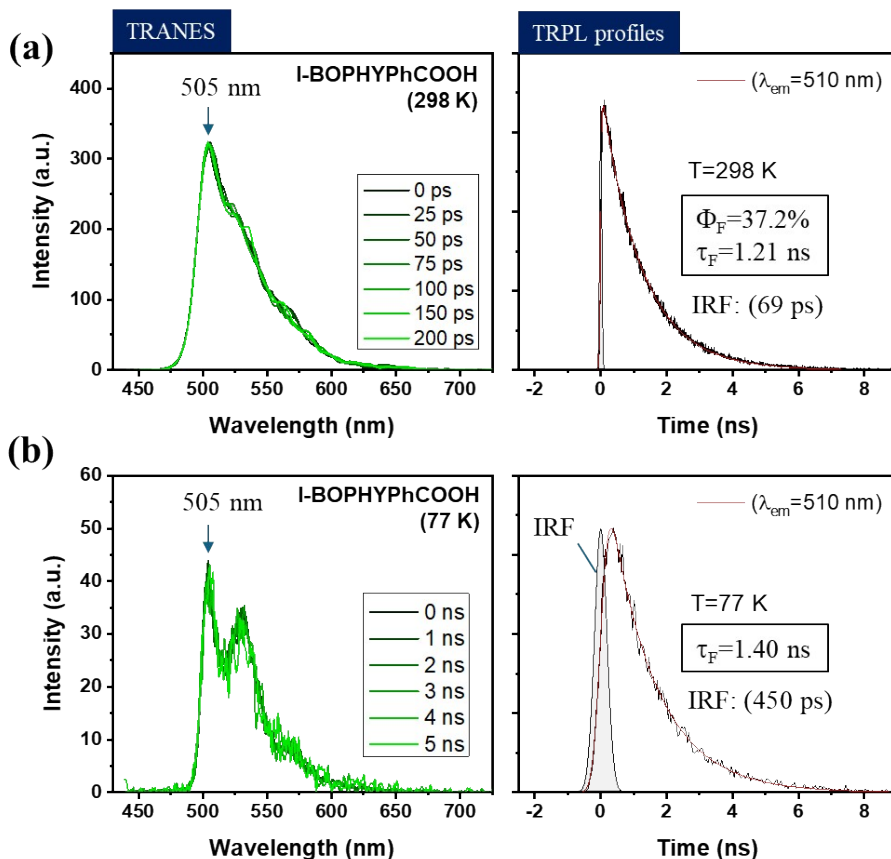 TRANES
TRPL profiles
(a)
505 nm
I-BOPHYPhCOOH
(298 K)
0 ps
25 ps
50 ps
75 ps
100 ps
150 ps
200 ps
Intensity (a.u.)
400
300
200
100
0
450 500 550 600 650 700
Wavelength (nm)
(λem=510 nm)
T=298 K
ΦF=37.2%
τF=1.21 ns
IRF: (69 ps)
-2 0 2 4 6 8
Time (ns)
(b)
505 nm
I-BOPHYPhCOOH
(77 K)
0 ns
1 ns
2 ns
3 ns
4 ns
5 ns
Intensity (a.u.)
60
50
40
30
20
10
0
450 500 550 600 650 700
Wavelength (nm)
(λem=510 nm)
IRF
T=77 K
τF=1.40 ns
IRF: (450 ps)
-2 0 2 4 6 8
Time (ns)